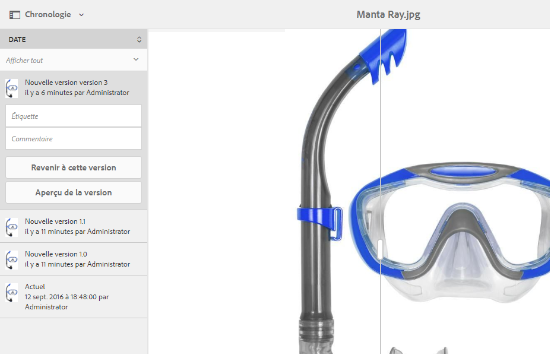 Chronologie
Manta Ray.jpg
DATE
Afficher tout
Nouvelle version version 3
il y a 6 minutes par Administrator
Étiquette
Commentaire
Revenir à cette version
Aperçu de la version
Nouvelle version 1.1
il y a 11 minutes par Administrator
Nouvelle version 1.0
il y a 11 minutes par Administrator
Actuel
12 sept. 2016 à 18:48:00 par
Administrator